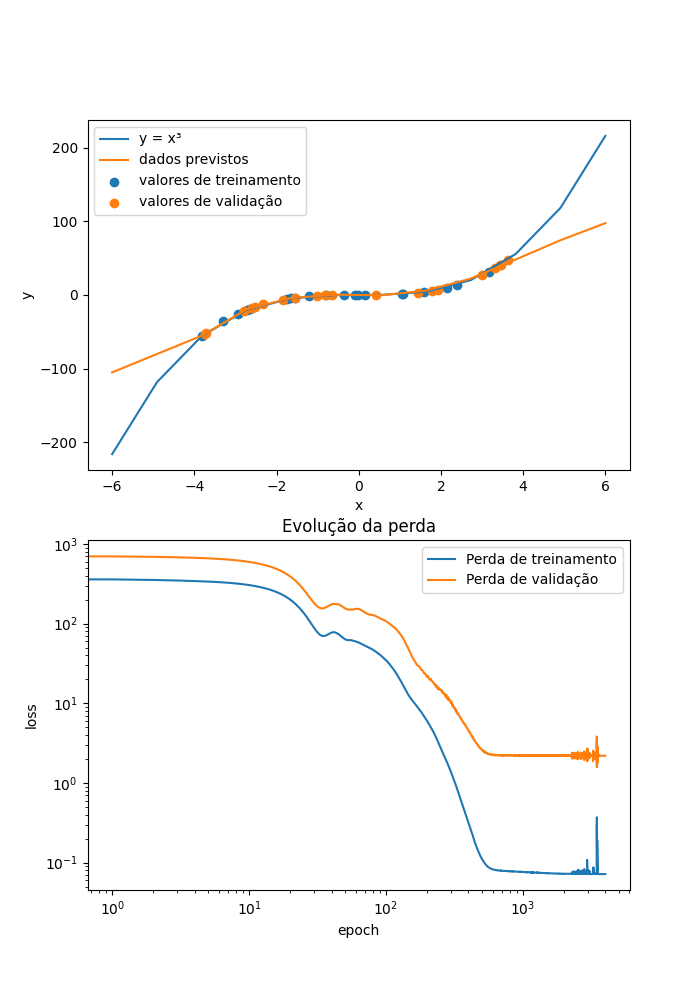 y = x³
dados previstos
valores de treinamento
valores de validação
200
100
0
−100
−200
y
−6 −4 −2 0 2 4 6
x
Evolução da perda
Perda de treinamento
Perda de validação
10³
10²
10¹
10⁰
10⁻¹
loss
10⁰ 10¹ 10² 10³
epoch